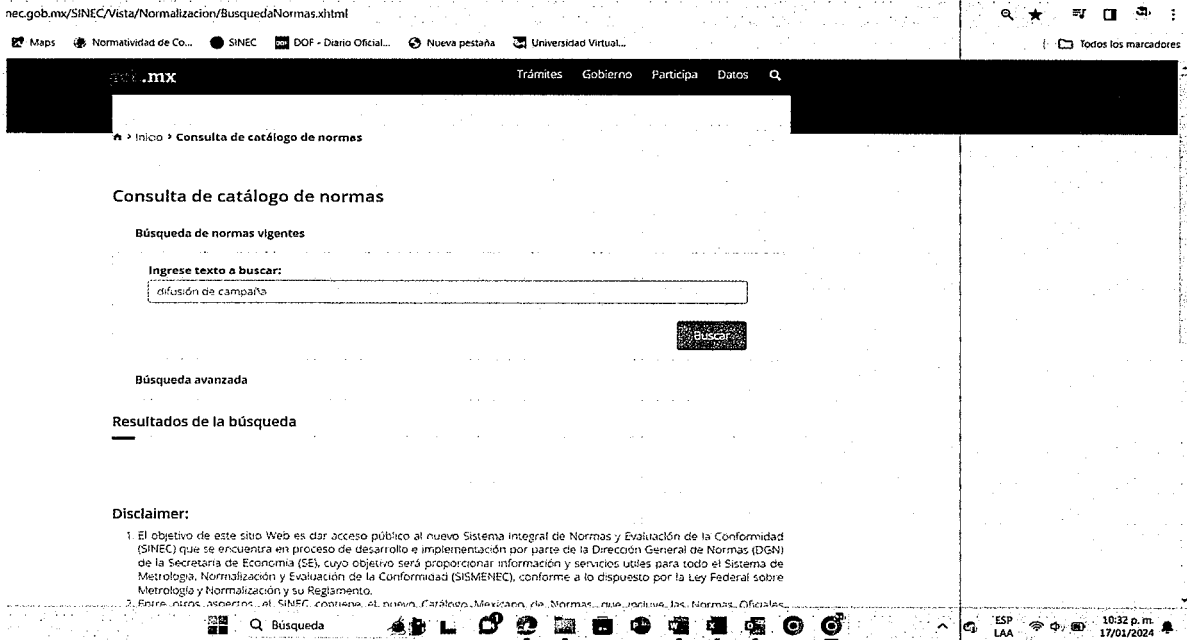 nec.gob.mx/SINEC/Vista/Normalizacion/BusquedaNormas.xhtml
Maps Normatividad de Co... SINEC DOF - Diario Oficial... Nueva pestaña Universidad Virtual... Todos los marcadores
gob.mx Trámites Gobierno Participa Datos
> Inicio > Consulta de catálogo de normas
Consulta de catálogo de normas
Búsqueda de normas vigentes
Ingrese texto a buscar:
difusión de campaña
Buscar
Búsqueda avanzada
Resultados de la búsqueda
Disclaimer:
1. El objetivo de este sitio Web es dar acceso público al nuevo Sistema Integral de Normas y Evaluación de la Conformidad
(SINEC) que se encuentra en proceso de desarrollo e implementación por parte de la Dirección General de Normas (DGN)
de la Secretaría de Economía (SE), cuyo objetivo será proporcionar información y servicios utiles para todo el Sistema de
Metrología, Normalización y Evaluación de la Conformidad (SISMENEC), conforme a lo dispuesto por la Ley Federal sobre
Metrología y Normalización y su Reglamento.
2. Entre otros aspectos, el SINEC contiene el nuevo Catálogo Mexicano de Normas que incluye las Normas Oficiales
Búsqueda
ESP
LAA
10:32 p. m.
17/01/2024